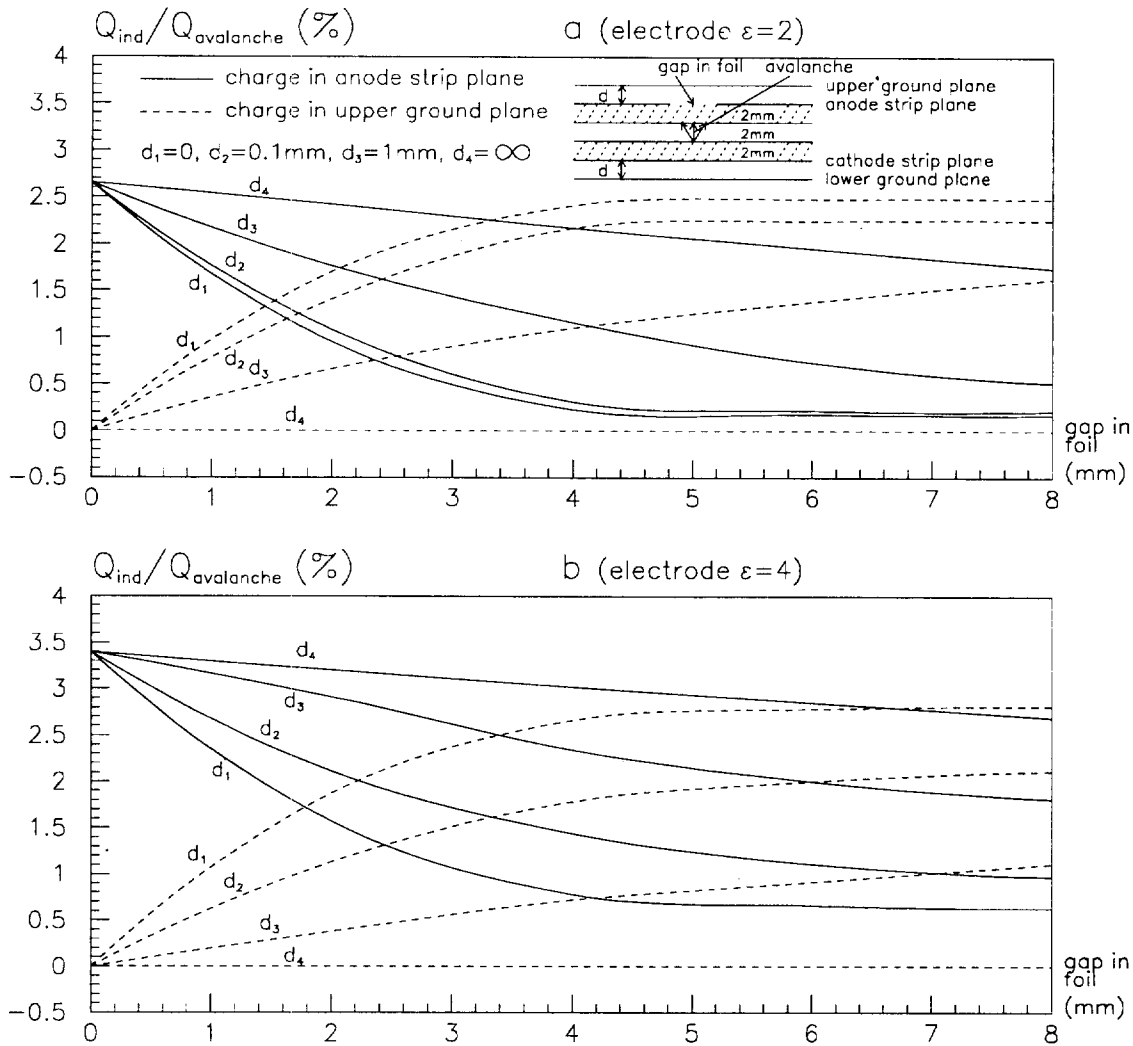 Q_ind/Q_avalanche (%)
a (electrode ε=2)
4
3.5
3
2.5
2
1.5
1
0.5
0
−0.5
charge in anode strip plane
charge in upper ground plane
d₁=0, d₂=0.1mm, d₃=1mm, d₄=∞
gap in foil avalanche
d
upper ground plane
anode strip plane
2mm
2mm
2mm
cathode strip plane
d
lower ground plane
d₄
d₃
d₂
d₁
d₁
d₂
d₃
d₄
gap in
foil
(mm)
0 1 2 3 4 5 6 7 8
Q_ind/Q_avalanche (%)
b (electrode ε=4)
4
3.5
3
2.5
2
1.5
1
0.5
0
−0.5
d₄
d₃
d₂
d₁
d₁
d₂
d₃
d₄
gap in
foil
(mm)
0 1 2 3 4 5 6 7 8